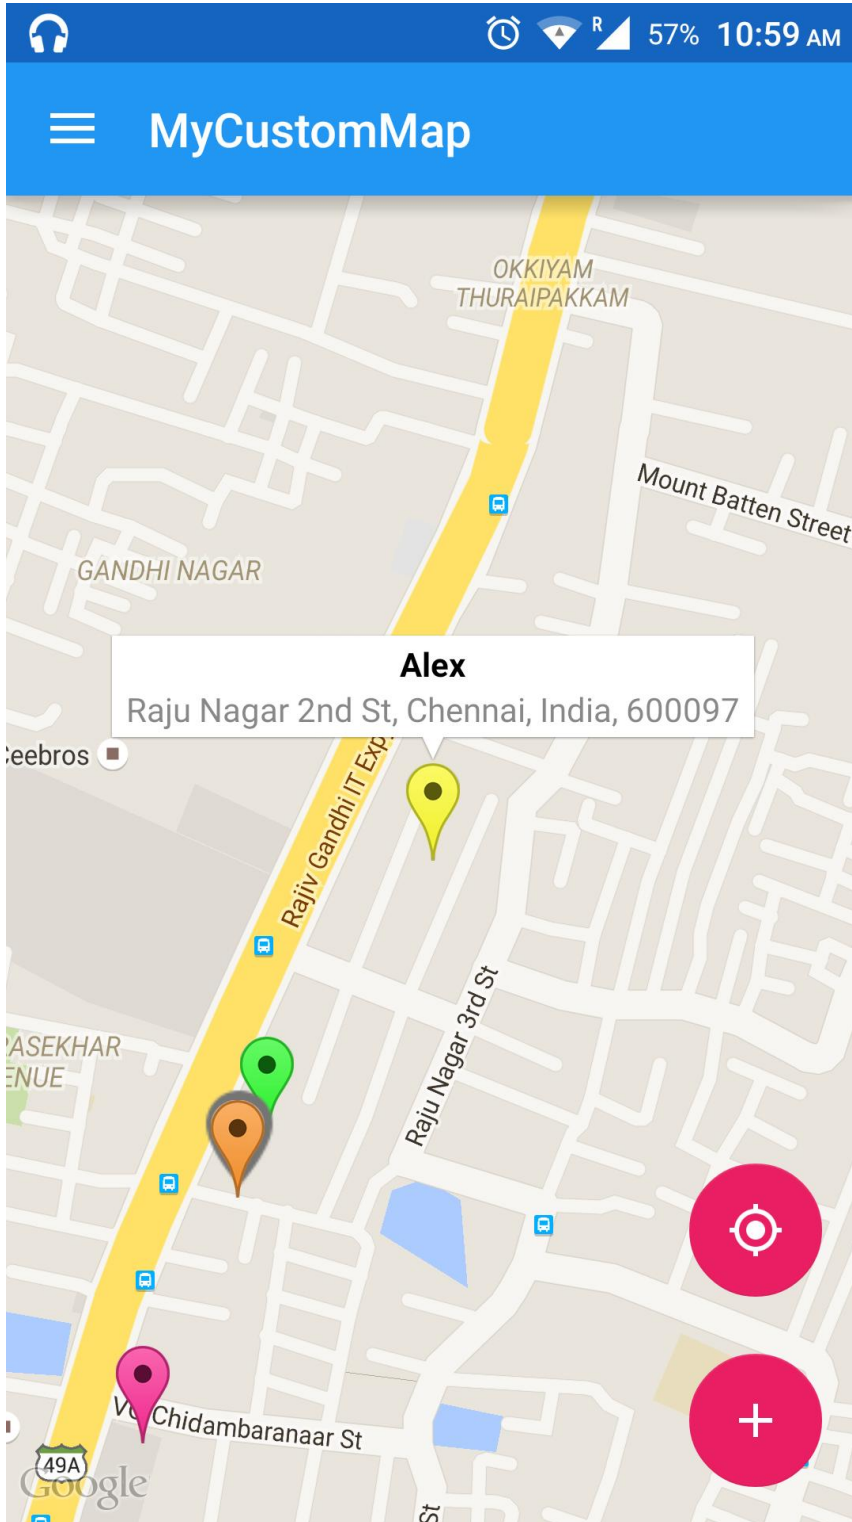 R 57% 10:59 AM
MyCustomMap
OKKIYAM
THURAIPAKKAM
Mount Batten Street
GANDHI NAGAR
Alex
Raju Nagar 2nd St, Chennai, India, 600097
eebros
Rajiv Gandhi IT Exp
Raju Nagar 3rd St
ASEKHAR
ENUE
Chidambaranaar St
49A
Google
St